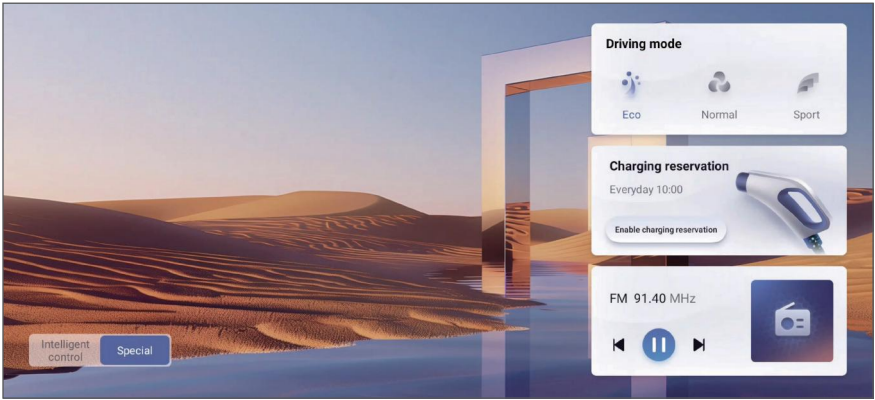 Driving mode
Eco Normal Sport
Charging reservation
Everyday 10:00
Enable charging reservation
FM 91.40 MHz
Intelligent
control
Special